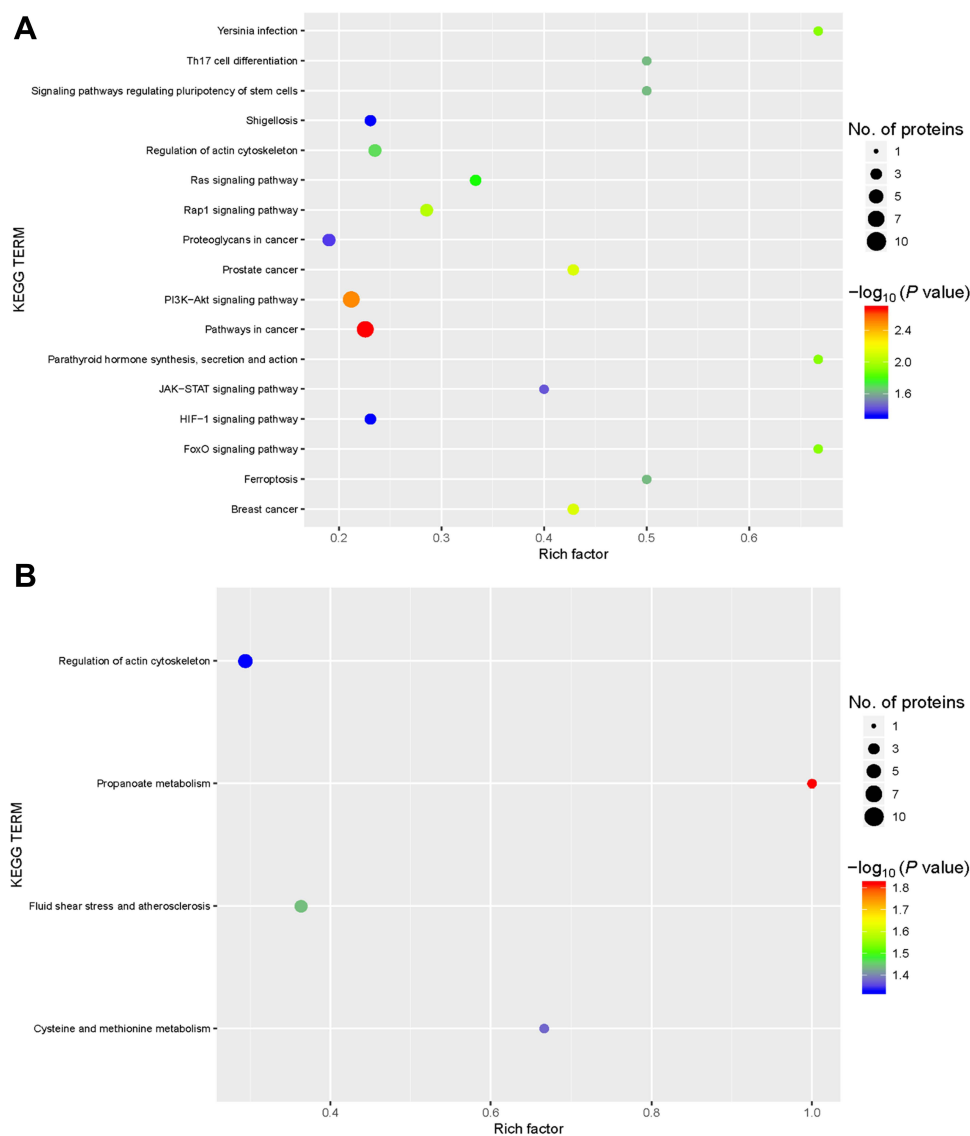 A
Yersinia infection
Th17 cell differentiation
Signaling pathways regulating pluripotency of stem cells
Shigellosis
Regulation of actin cytoskeleton
Ras signaling pathway
Rap1 signaling pathway
Proteoglycans in cancer
Prostate cancer
PI3K−Akt signaling pathway
Pathways in cancer
Parathyroid hormone synthesis, secretion and action
JAK−STAT signaling pathway
HIF−1 signaling pathway
FoxO signaling pathway
Ferroptosis
Breast cancer
KEGG TERM
0.2 0.3 0.4 0.5 0.6
Rich factor
No. of proteins
1
3
5
7
10
−log10 (P value)
2.4
2.0
1.6
B
Regulation of actin cytoskeleton
Propanoate metabolism
Fluid shear stress and atherosclerosis
Cysteine and methionine metabolism
KEGG TERM
0.4 0.6 0.8 1.0
Rich factor
No. of proteins
1
3
5
7
10
−log10 (P value)
1.8
1.7
1.6
1.5
1.4